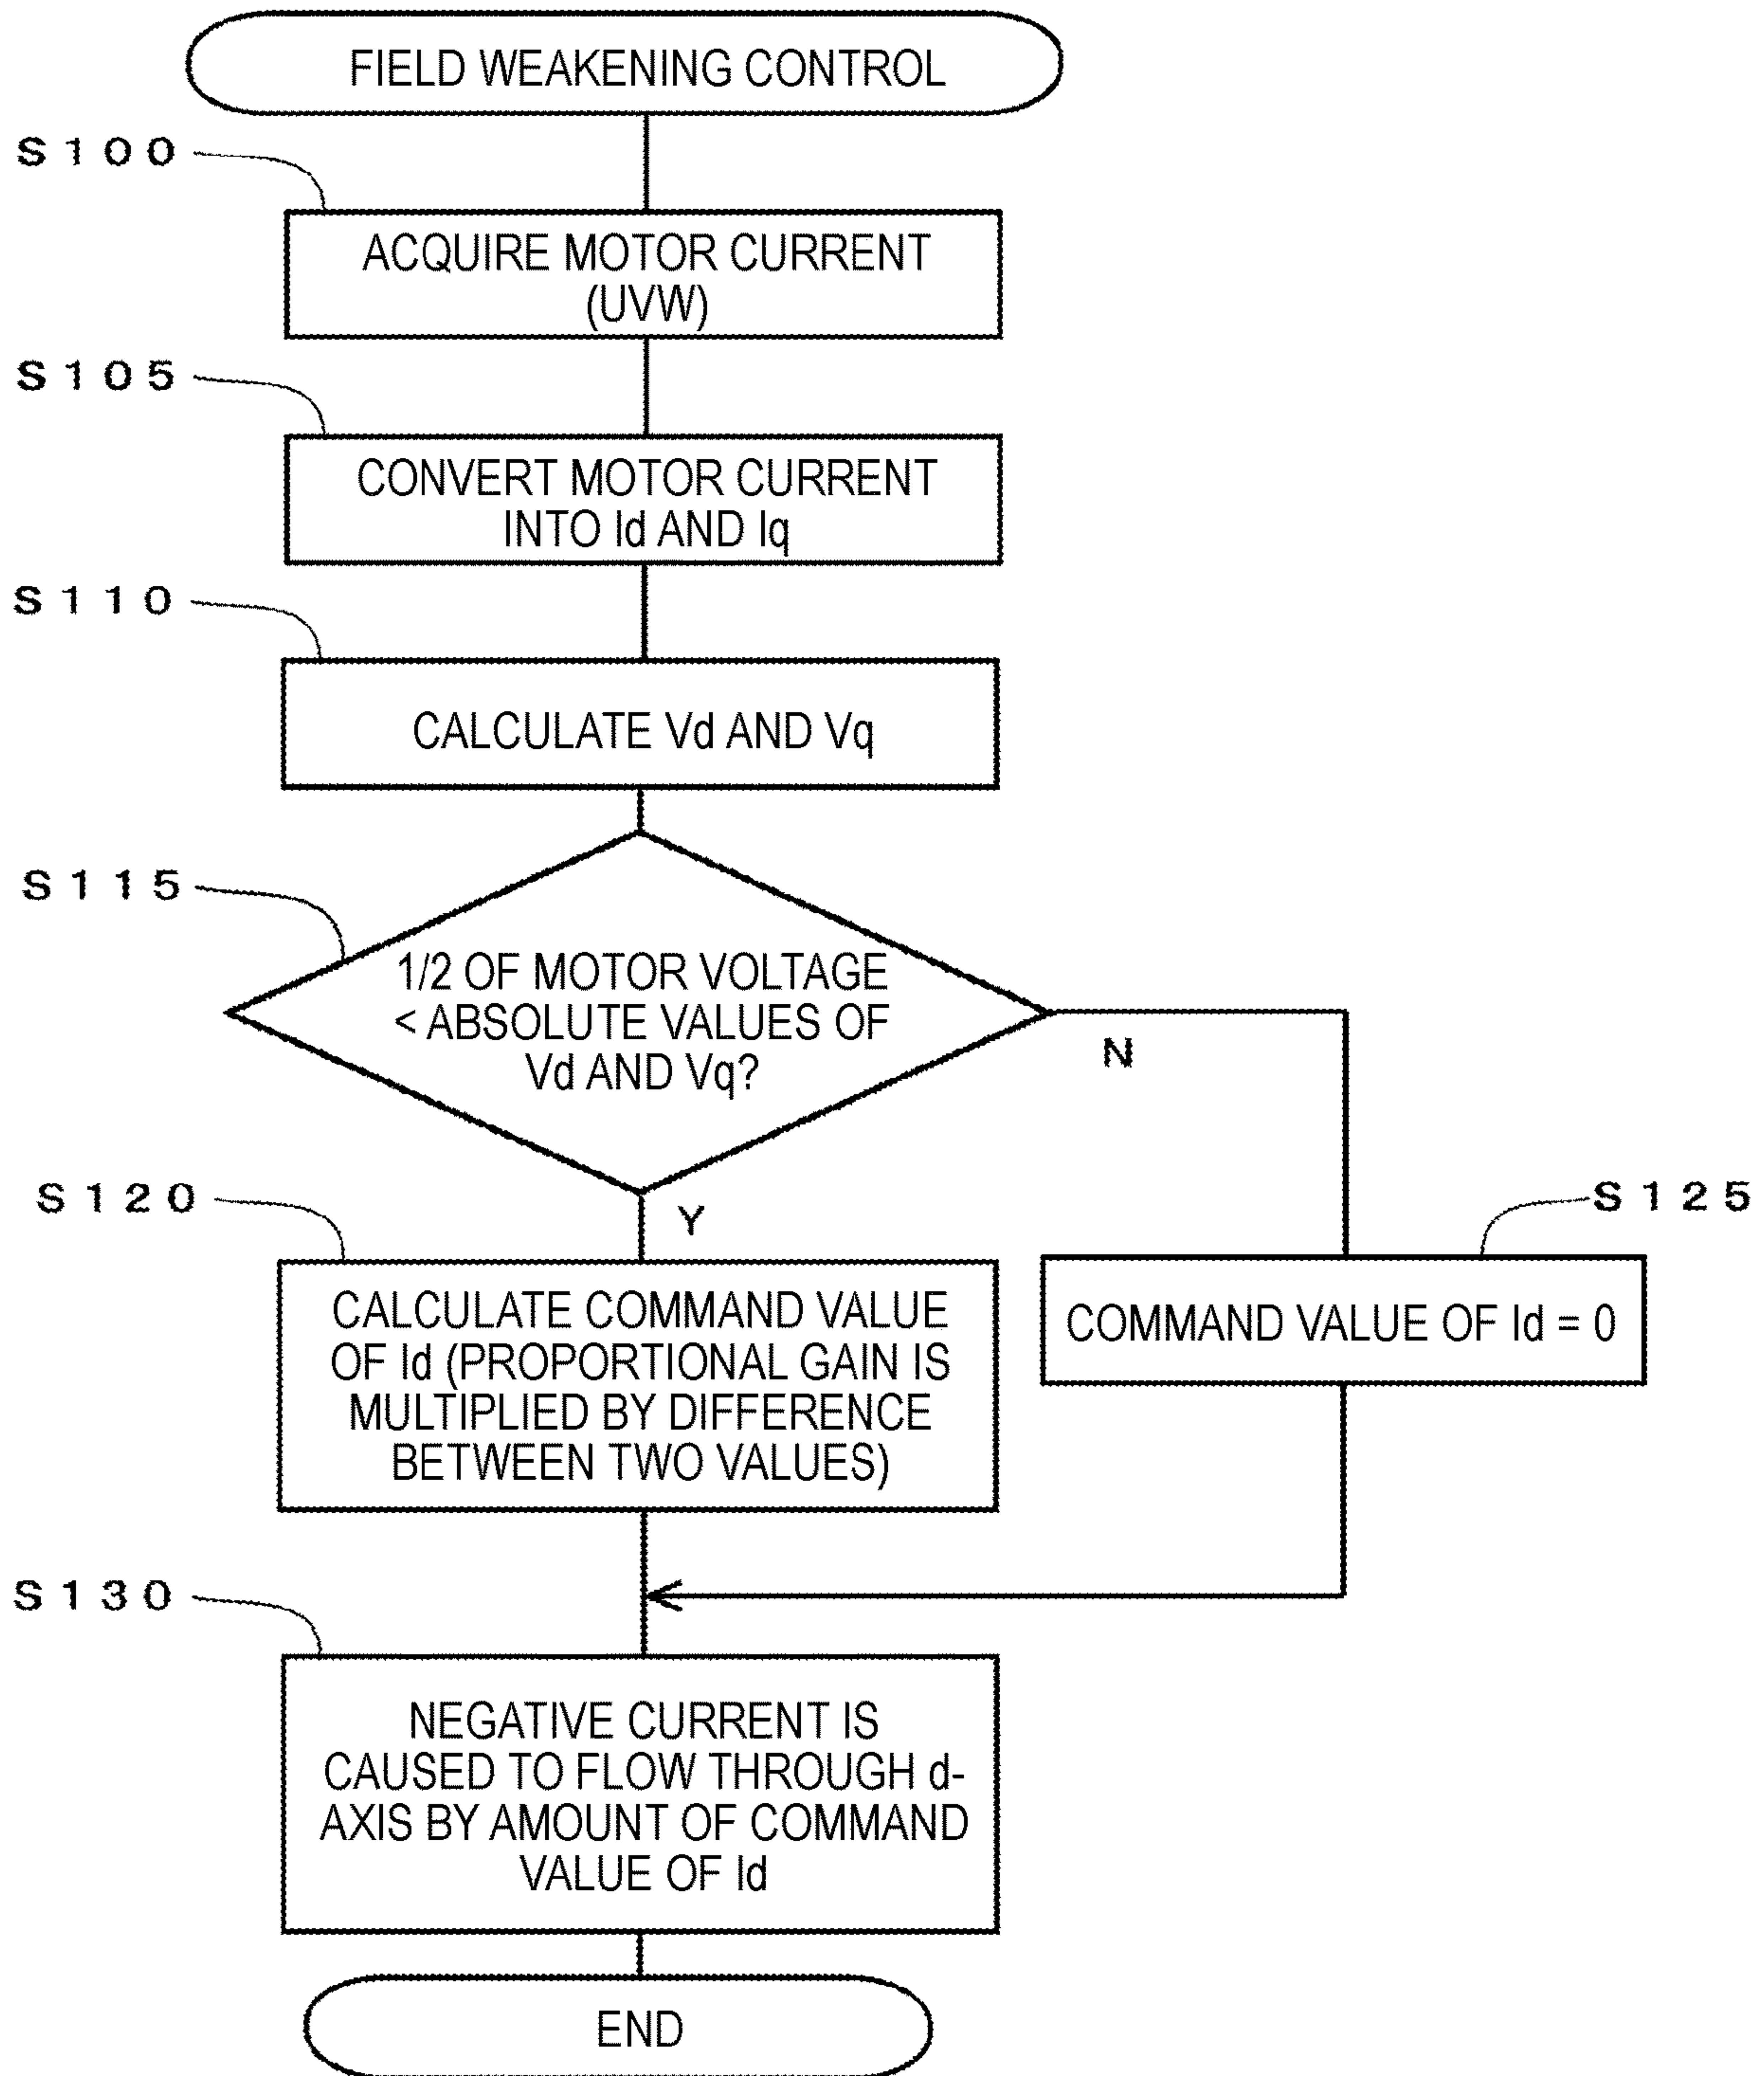 FIELD WEAKENING CONTROL
S100
ACQUIRE MOTOR CURRENT
(UVW)
S105
CONVERT MOTOR CURRENT
INTO Id AND Iq
S110
CALCULATE Vd AND Vq
S115
1/2 OF MOTOR VOLTAGE
< ABSOLUTE VALUES OF
Vd AND Vq?
N
Y
S120
CALCULATE COMMAND VALUE
OF Id (PROPORTIONAL GAIN IS
MULTIPLIED BY DIFFERENCE
BETWEEN TWO VALUES)
S125
COMMAND VALUE OF Id = 0
S130
NEGATIVE CURRENT IS
CAUSED TO FLOW THROUGH d-
AXIS BY AMOUNT OF COMMAND
VALUE OF Id
END